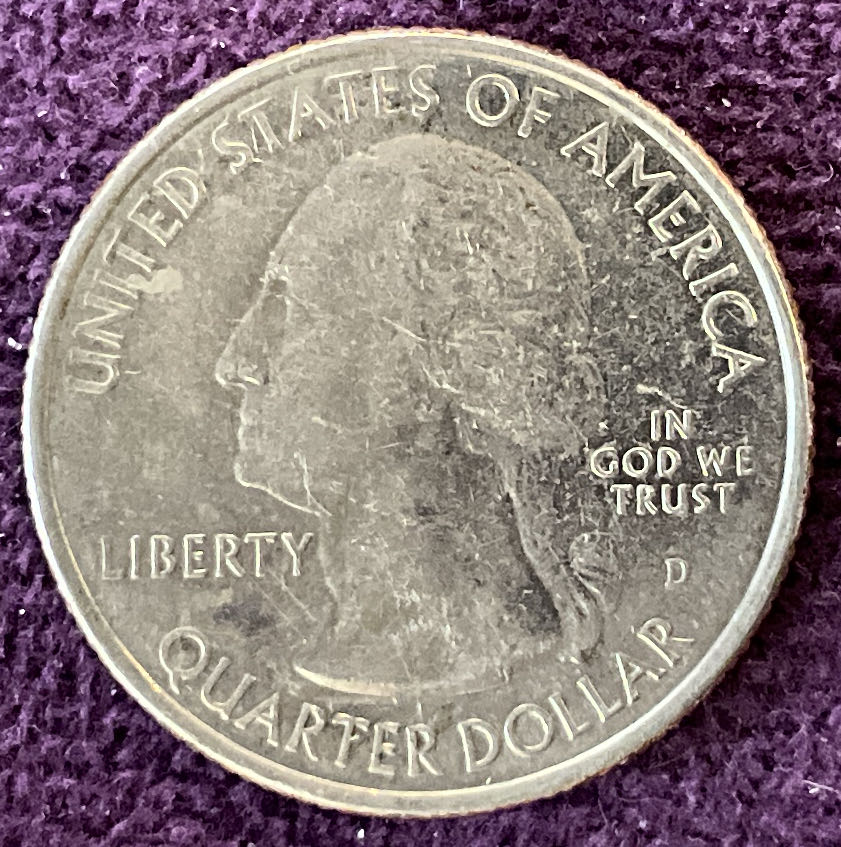 UNITED STATES OF AMERICA
IN
GOD WE
TRUST
LIBERTY
D
QUARTER DOLLAR